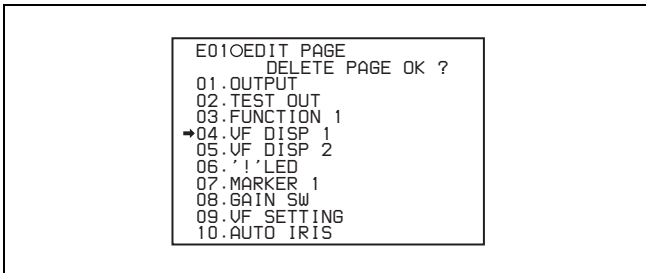 E01○EDIT PAGE
DELETE PAGE OK ?
01.OUTPUT
02.TEST OUT
03.FUNCTION 1
➡04.VF DISP 1
05.VF DISP 2
06.'!'LED
07.MARKER 1
08.GAIN SW
09.VF SETTING
10.AUTO IRIS